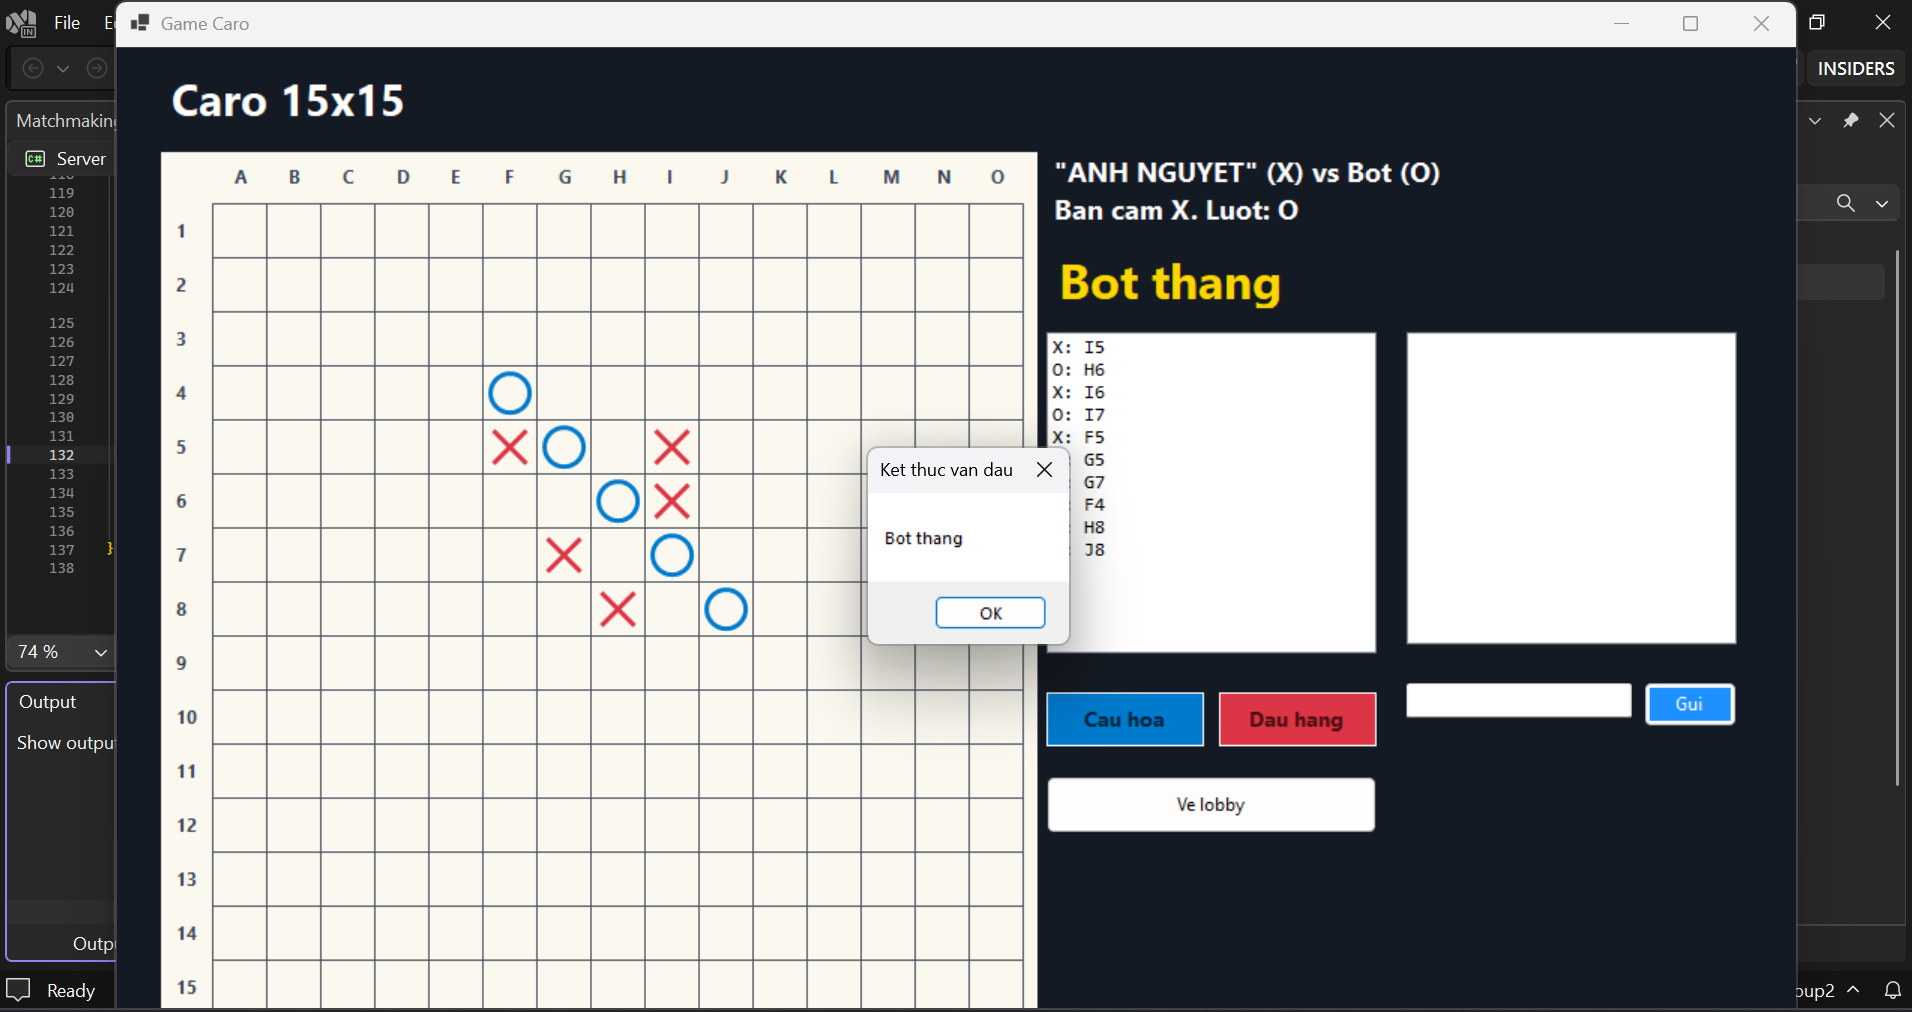 File
Game Caro
INSIDERS
Caro 15x15
Matchmaking
Server
"ANH NGUYET" (X) vs Bot (O)
Ban cam X. Luot: O
Bot thang
A B C D E F G H I J K L M N O
1
2
3
4
5
6
7
8
9
10
11
12
13
14
15
X: I5
O: H6
X: I6
O: I7
X: F5
G5
G7
F4
H8
J8
Ket thuc van dau
Bot thang
OK
Cau hoa
Dau hang
Gui
Ve lobby
119
120
121
122
123
124
125
126
127
128
129
130
131
132
133
134
135
136
137 }
138
74 %
Output
Show output
Outp
Ready
oup2